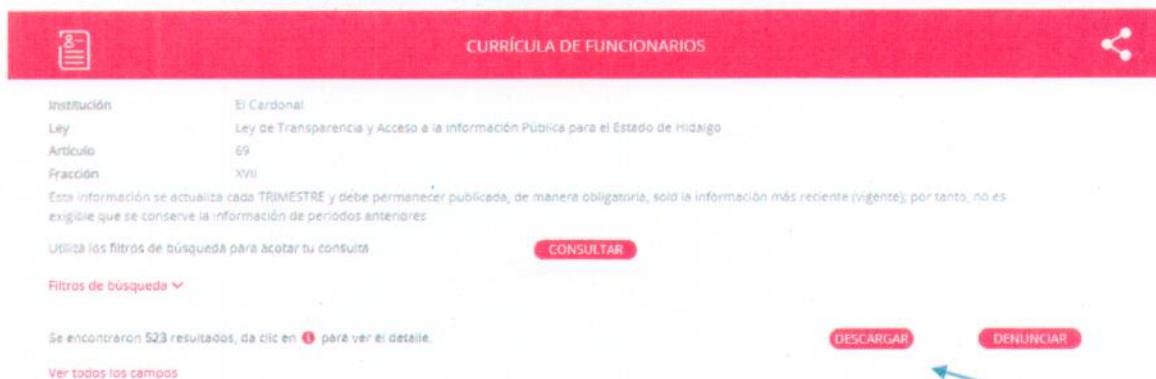 CURRÍCULA DE FUNCIONARIOS
Institución El Cardonal
Ley Ley de Transparencia y Acceso a la Información Pública para el Estado de Hidalgo
Artículo 69
Fracción XVII
Esta información se actualiza cada TRIMESTRE y debe permanecer publicada, de manera obligatoria, solo la información más reciente (vigente); por tanto, no es
exigible que se conserve la información de periodos anteriores
Utiliza los filtros de búsqueda para acotar tu consulta CONSULTAR
Filtros de búsqueda
Se encontraron 523 resultados, da clic en para ver el detalle. DESCARGAR DENUNCIAR
Ver todos los campos